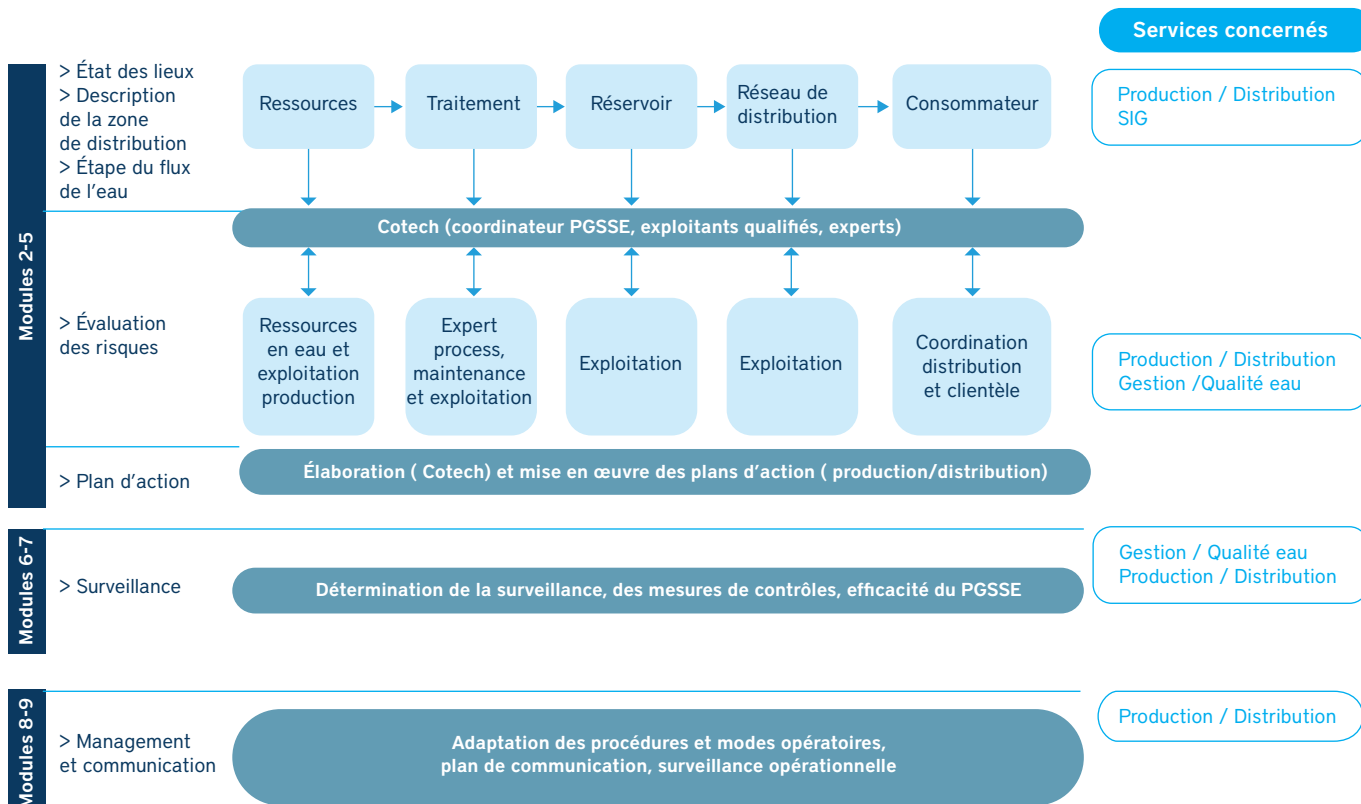 Services concernés
Modules 2-5
> État des lieux
> Description
de la zone
de distribution
> Étape du flux
de l'eau
Ressources
Traitement
Réservoir
Réseau de
distribution
Consommateur
Production / Distribution
SIG
Cotech (coordinateur PGSSE, exploitants qualifiés, experts)
> Évaluation
des risques
Ressources
en eau et
exploitation
production
Expert
process,
maintenance
et exploitation
Exploitation
Exploitation
Coordination
distribution
et clientèle
Production / Distribution
Gestion /Qualité eau
> Plan d'action
Élaboration ( Cotech) et mise en œuvre des plans d'action ( production/distribution)
Modules 6-7
> Surveillance
Détermination de la surveillance, des mesures de contrôles, efficacité du PGSSE
Gestion / Qualité eau
Production / Distribution
Modules 8-9
> Management
et communication
Adaptation des procédures et modes opératoires,
plan de communication, surveillance opérationnelle
Production / Distribution